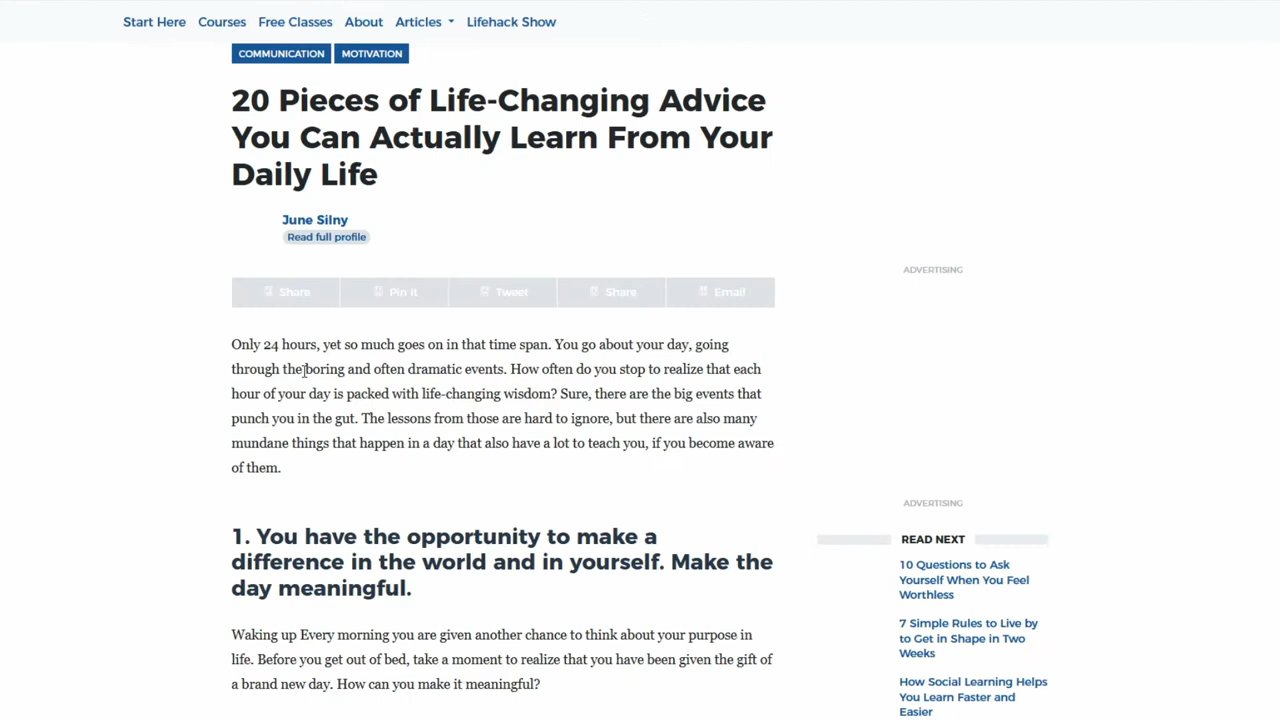 Start Here Courses Free Classes About Articles Lifehack Show
COMMUNICATION MOTIVATION
20 Pieces of Life-Changing Advice
You Can Actually Learn From Your
Daily Life
June Silny
Read full profile
Share Pin it Tweet Share Email
Only 24 hours, yet so much goes on in that time span. You go about your day, going
through the boring and often dramatic events. How often do you stop to realize that each
hour of your day is packed with life-changing wisdom? Sure, there are the big events that
punch you in the gut. The lessons from those are hard to ignore, but there are also many
mundane things that happen in a day that also have a lot to teach you, if you become aware
of them.
1. You have the opportunity to make a
difference in the world and in yourself. Make the
day meaningful.
Waking up Every morning you are given another chance to think about your purpose in
life. Before you get out of bed, take a moment to realize that you have been given the gift of
a brand new day. How can you make it meaningful?
ADVERTISING
ADVERTISING
READ NEXT
10 Questions to Ask
Yourself When You Feel
Worthless
7 Simple Rules to Live by
to Get in Shape in Two
Weeks
How Social Learning Helps
You Learn Faster and
Easier